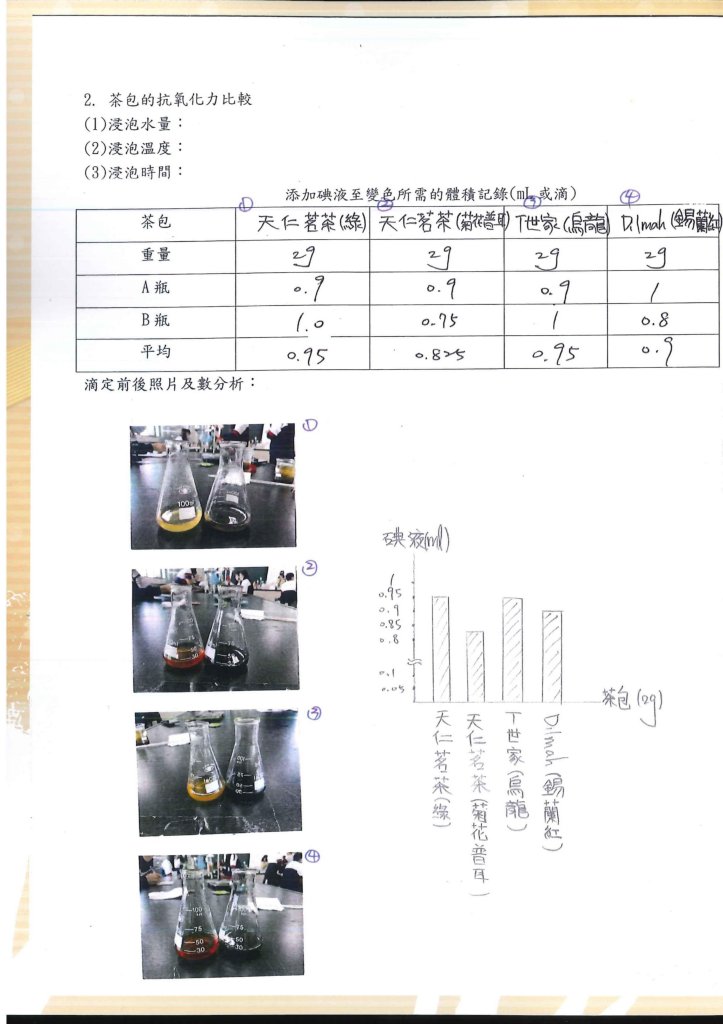 2. 茶包的抗氧化力比較
(1)浸泡水量：
(2)浸泡溫度：
(3)浸泡時間：
添加碘液至變色所需的體積記錄(mL 或滴)
① ② ③ ④
茶包 天仁茗茶(綠) 天仁茗茶(菊花普耳) T世家(烏龍) Dilmah(錫蘭紅)
重量 2g 2g 2g 2g
A瓶 0.9 0.9 0.9 1
B瓶 1.0 0.75 1 0.8
平均 0.95 0.825 0.95 0.9
滴定前後照片及數分析：
①
100ml
②
75
50
30
③
④
100
75
50
30
碘液(ml)
1
0.95
0.9
0.85
0.8
0.1
0.05
茶包(2g)
天仁茗茶(綠)
天仁茗茶(菊花普耳)
T世家(烏龍)
Dilmah(錫蘭紅)